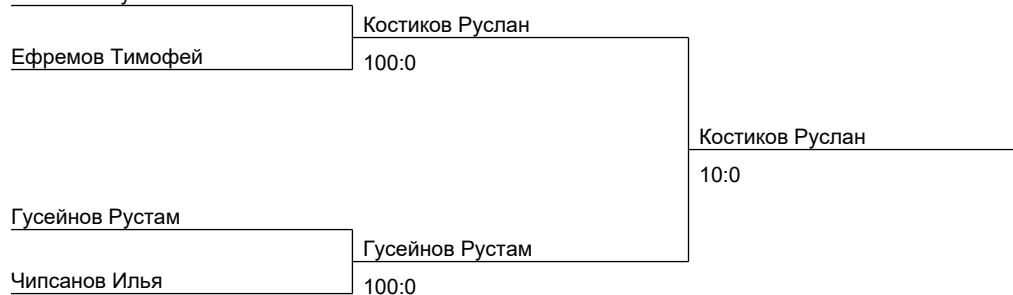 Костиков Руслан
Ефремов Тимофей
100:0
Костиков Руслан
10:0
Гусейнов Рустам
Гусейнов Рустам
Чипсанов Илья
100:0